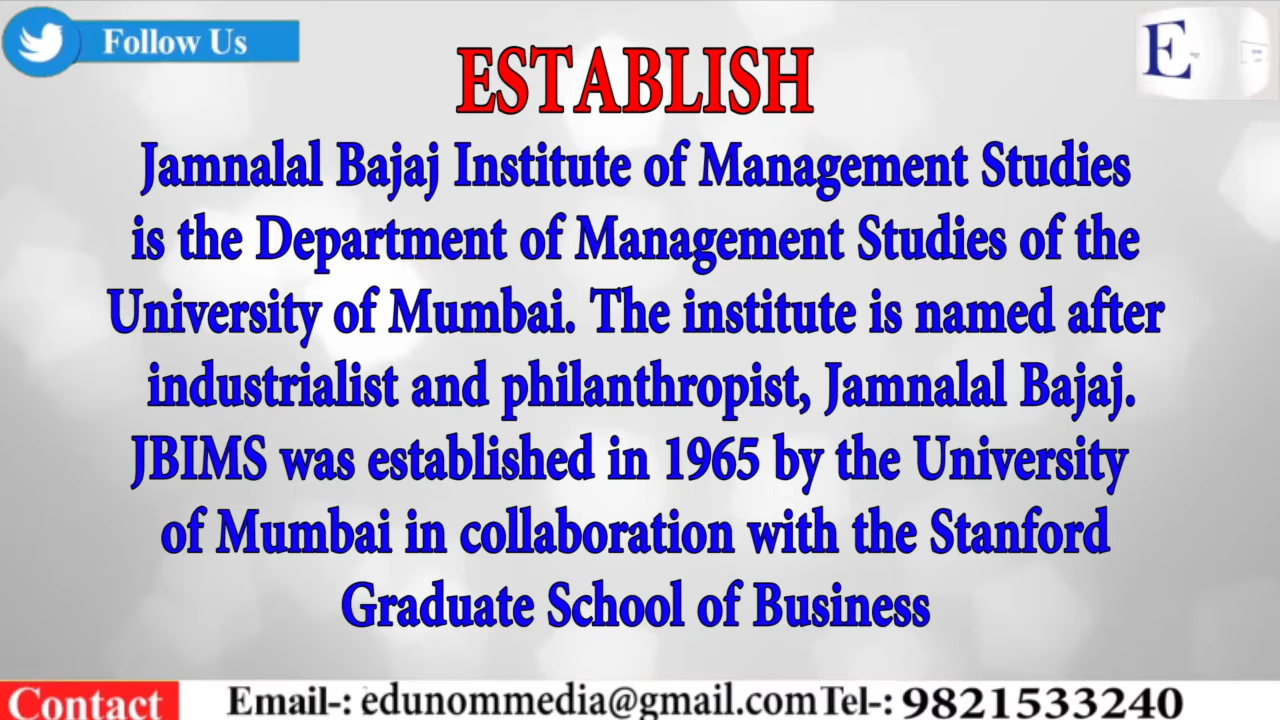 Follow Us
E
ESTABLISH
Jamnalal Bajaj Institute of Management Studies
is the Department of Management Studies of the
University of Mumbai. The institute is named after
industrialist and philanthropist, Jamnalal Bajaj.
JBIMS was established in 1965 by the University
of Mumbai in collaboration with the Stanford
Graduate School of Business
Contact Email-: edunommedia@gmail.com Tel-: 9821533240